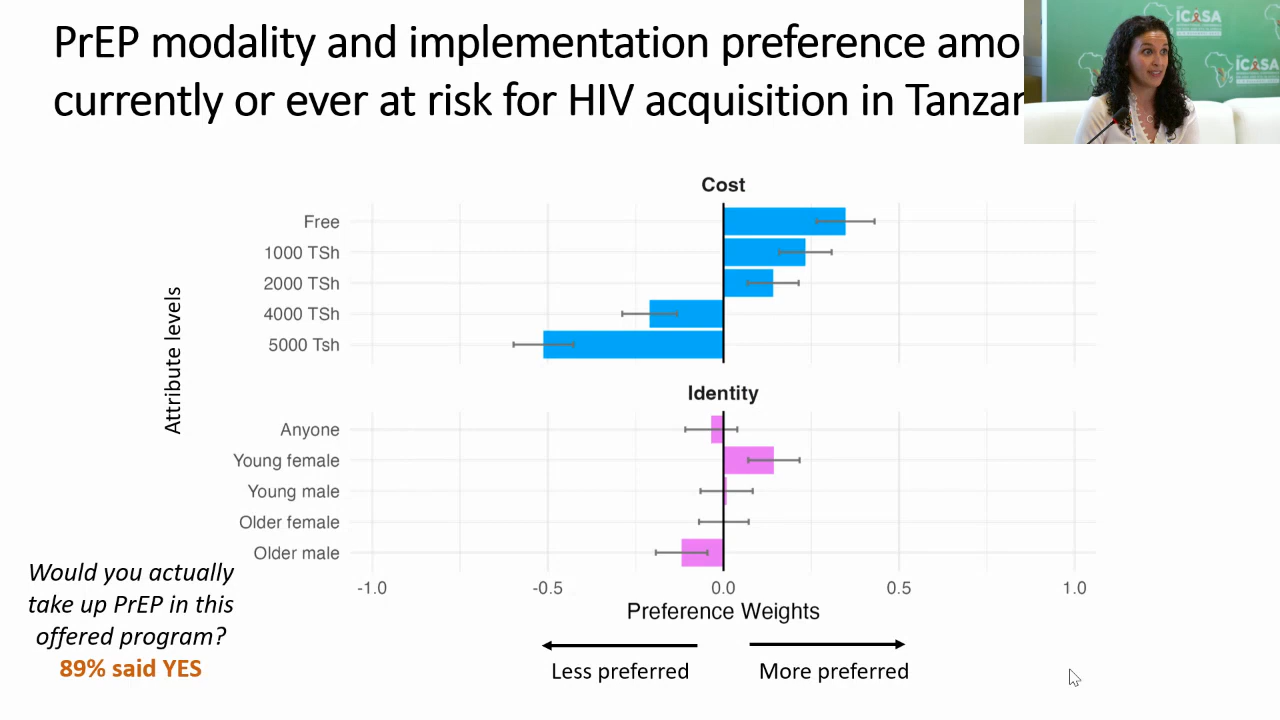 PrEP modality and implementation preference
currently or ever at risk for HIV acquisition in
ICASA
ICASA
Cost
Free
1000 TSh
2000 TSh
4000 TSh
5000 Tsh
Attribute levels
Identity
Anyone
Young female
Young male
Older female
Older male
-1.0 -0.5 0.0 0.5 1.0
Preference Weights
Less preferred More preferred
Would you actually
take up PrEP in this
offered program?
89% said YES